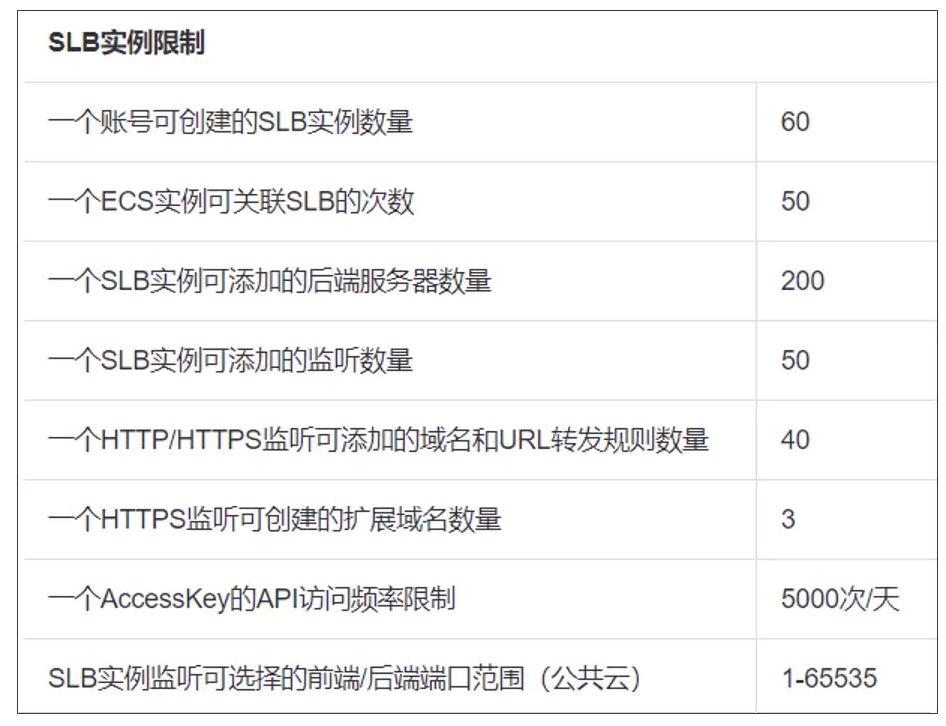 SLB实例限制
一个账号可创建的SLB实例数量 60
一个ECS实例可关联SLB的次数 50
一个SLB实例可添加的后端服务器数量 200
一个SLB实例可添加的监听数量 50
一个HTTP/HTTPS监听可添加的域名和URL转发规则数量 40
一个HTTPS监听可创建的扩展域名数量 3
一个AccessKey的API访问频率限制 5000次/天
SLB实例监听可选择的前端/后端端口范围（公共云） 1-65535